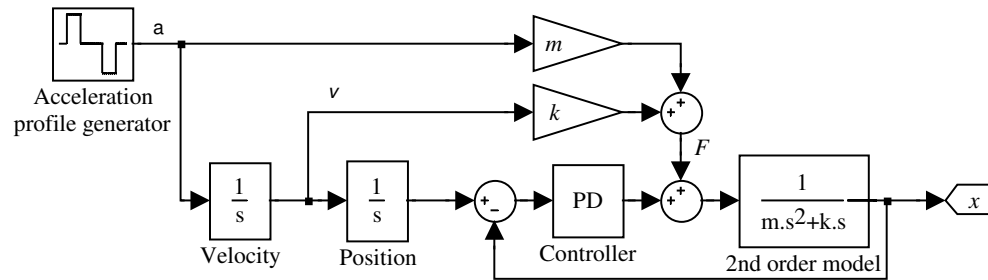 a
m
Acceleration
profile generator
v
k
+
+
+
+
F
1
s
Velocity
1
s
Position
+
−
PD
Controller
+
+
1
m.s²+k.s
2nd order model
x